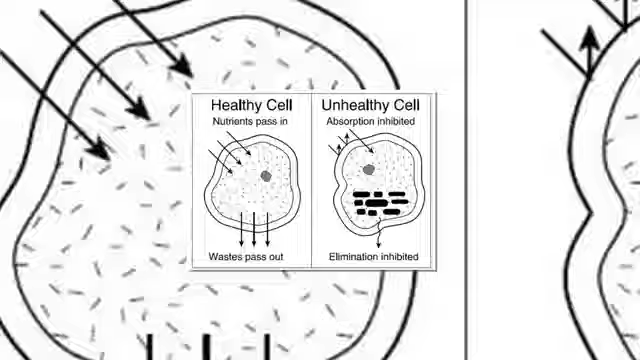 Healthy Cell
Nutrients pass in
Wastes pass out
Unhealthy Cell
Absorption inhibited
Elimination inhibited